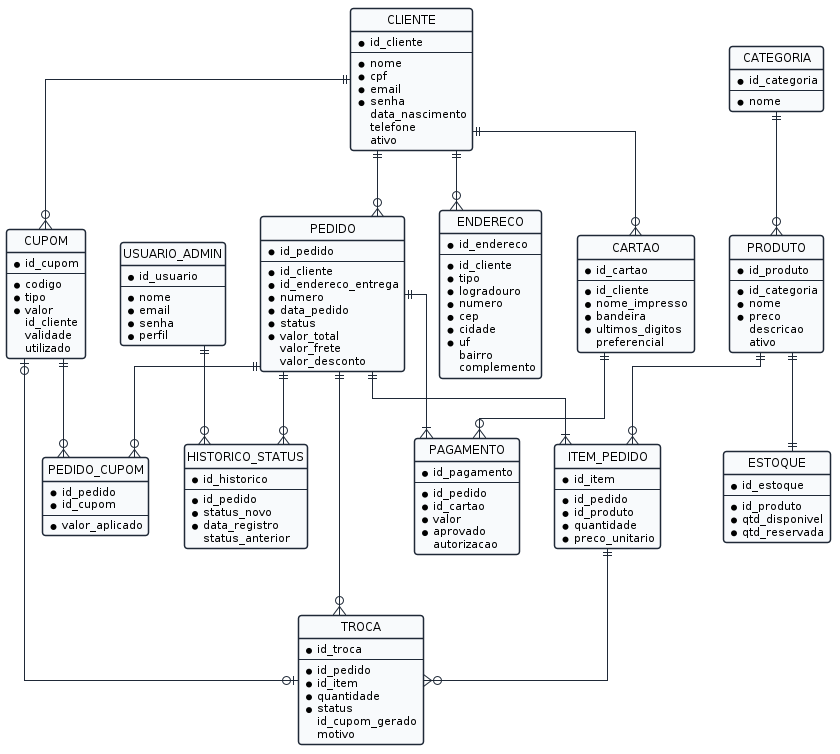 CLIENTE
id_cliente
nome
cpf
email
senha
data_nascimento
telefone
ativo
CATEGORIA
id_categoria
nome
CUPOM
id_cupom
codigo
tipo
valor
id_cliente
validade
utilizado
USUARIO_ADMIN
id_usuario
nome
email
senha
perfil
PEDIDO
id_pedido
id_cliente
id_endereco_entrega
numero
data_pedido
status
valor_total
valor_frete
valor_desconto
ENDERECO
id_endereco
id_cliente
tipo
logradouro
numero
cep
cidade
uf
bairro
complemento
CARTAO
id_cartao
id_cliente
nome_impresso
bandeira
ultimos_digitos
preferencial
PRODUTO
id_produto
id_categoria
nome
preco
descricao
ativo
PEDIDO_CUPOM
id_pedido
id_cupom
valor_aplicado
HISTORICO_STATUS
id_historico
id_pedido
status_novo
data_registro
status_anterior
PAGAMENTO
id_pagamento
id_pedido
id_cartao
valor
aprovado
autorizacao
ITEM_PEDIDO
id_item
id_pedido
id_produto
quantidade
preco_unitario
ESTOQUE
id_estoque
id_produto
qtd_disponivel
qtd_reservada
TROCA
id_troca
id_pedido
id_item
quantidade
status
id_cupom_gerado
motivo